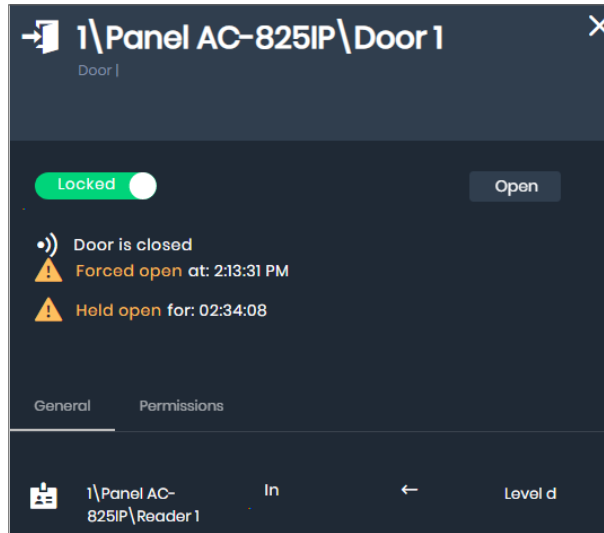 1\Panel AC-825IP\Door 1
Door |
Locked
Open
Door is closed
Forced open at: 2:13:31 PM
Held open for: 02:34:08
General Permissions
1\Panel AC-
825IP\Reader 1
In
←
Level d